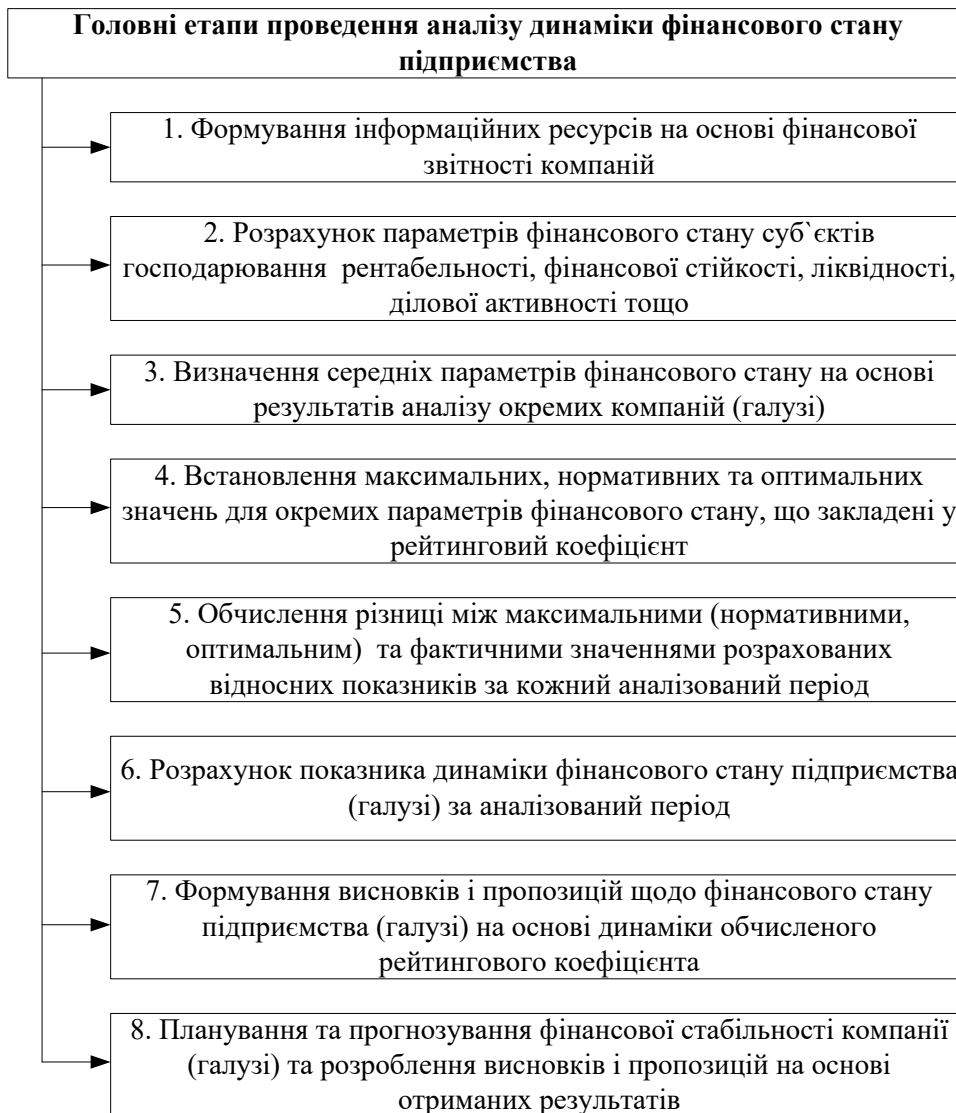 Головні етапи проведення аналізу динаміки фінансового стану
підприємства
1. Формування інформаційних ресурсів на основі фінансової
звітності компаній
2. Розрахунок параметрів фінансового стану суб`єктів
господарювання  рентабельності, фінансової стійкості, ліквідності,
ділової активності тощо
3. Визначення середніх параметрів фінансового стану на основі
результатів аналізу окремих компаній (галузі)
4. Встановлення максимальних, нормативних та оптимальних
значень для окремих параметрів фінансового стану, що закладені у
рейтинговий коефіцієнт
5. Обчислення різниці між максимальними (нормативними,
оптимальним)  та фактичними значеннями розрахованих
відносних показників за кожний аналізований період
6. Розрахунок показника динаміки фінансового стану підприємства
(галузі) за аналізований період
7. Формування висновків і пропозицій щодо фінансового стану
підприємства (галузі) на основі динаміки обчисленого
рейтингового коефіцієнта
8. Планування та прогнозування фінансової стабільності компанії
(галузі) та розроблення висновків і пропозицій на основі
отриманих результатів